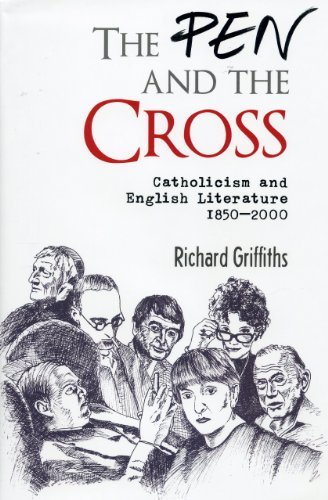 THE PEN
AND THE
CROSS
Catholicism and
English Literature
1850—2000
Richard Griffiths